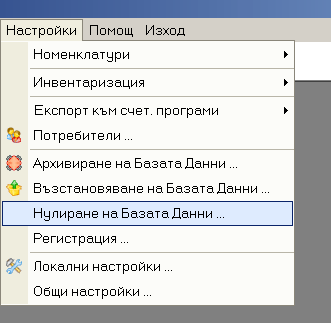 Настройки Помощ Изход
Номенклатури
Инвентаризация
Експорт към счет. програми
Потребители ...
Архивиране на Базата Данни ...
Възстановяване на Базата Данни ...
Нулиране на Базата Данни ...
Регистрация ...
Локални настройки ...
Общи настройки ...